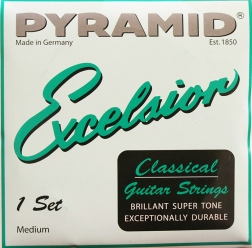 PYRAMID®
Made in Germany Est. 1850
Excelsior
Classical
Guitar Strings
BRILLANT SUPER TONE
EXCEPTIONALLY DURABLE
1 Set
Medium